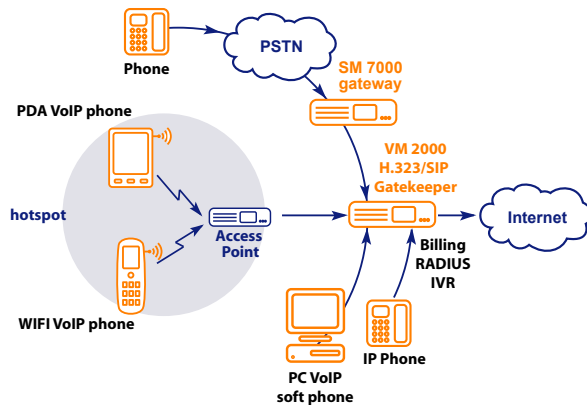 PSTN
Phone
SM 7000
gateway
PDA VoIP phone
VM 2000
H.323/SIP
Gatekeeper
hotspot
Access
Point
Internet
Billing
RADIUS
IVR
WIFI VoIP phone
IP Phone
PC VoIP
soft phone